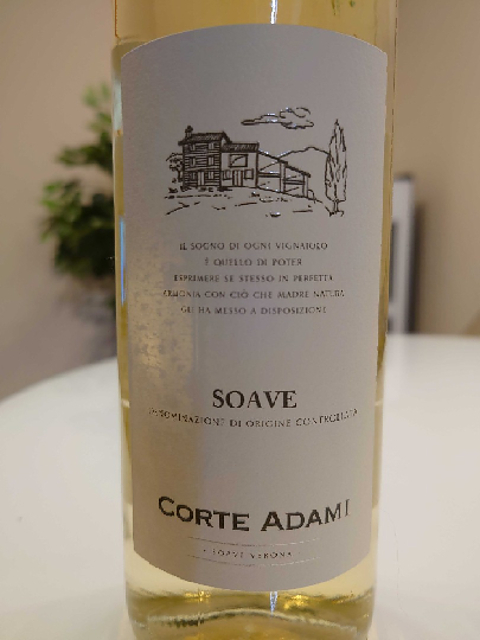 IL SOGNO DI OGNI VIGNAIOLO
È QUELLO DI POTER
ESPRIMERE SE STESSO IN PERFETTA
ARMONIA CON CIÒ CHE MADRE NATURA
GLI HA MESSO A DISPOSIZIONE
SOAVE
DENOMINAZIONE DI ORIGINE CONTROLLATA
CORTE ADAMI
SOAVE VERONA